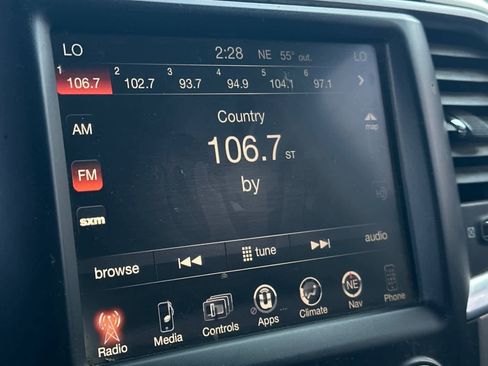 LO 2:28 NE 55° out. LO
1 106.7 2 102.7 3 93.7 4 94.9 5 104.1 6 97.1
Country
AM
map
106.7 ST
FM
by
sxm
browse tune audio
Radio Media Controls Apps Climate NE Nav Phone